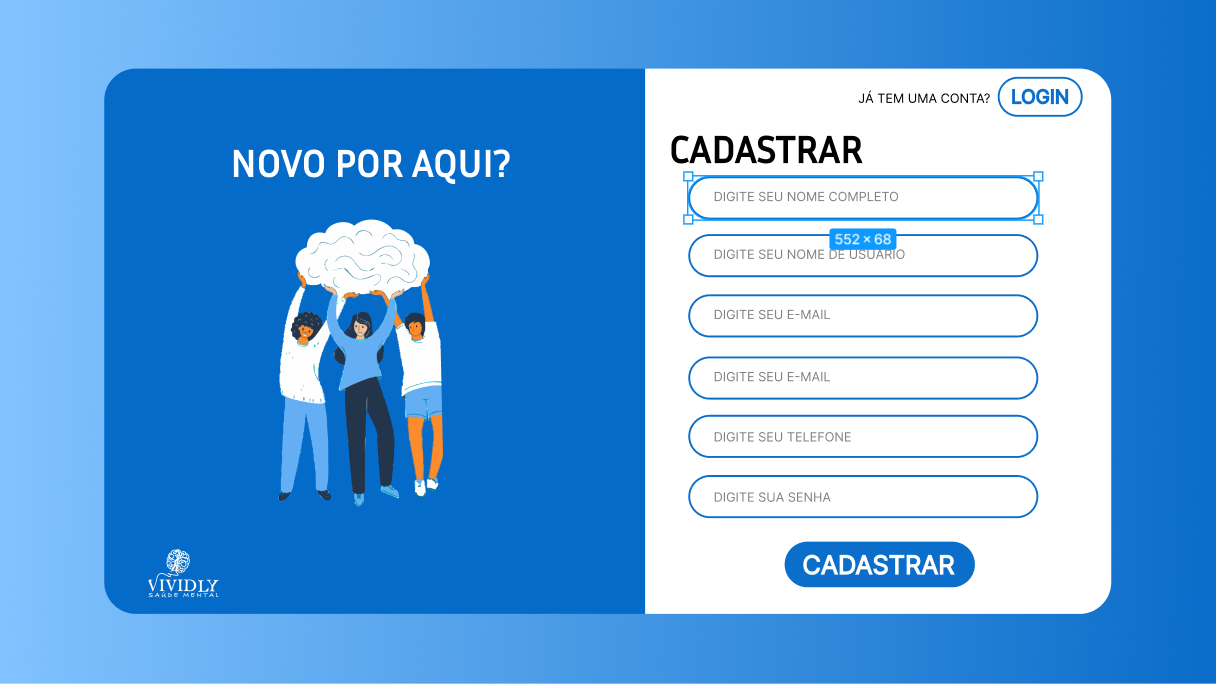 NOVO POR AQUI?
VIVIDLY
SAÚDE MENTAL
JÁ TEM UMA CONTA?
LOGIN
CADASTRAR
DIGITE SEU NOME COMPLETO
552 × 68
DIGITE SEU NOME DE USUÁRIO
DIGITE SEU E-MAIL
DIGITE SEU E-MAIL
DIGITE SEU TELEFONE
DIGITE SUA SENHA
CADASTRAR